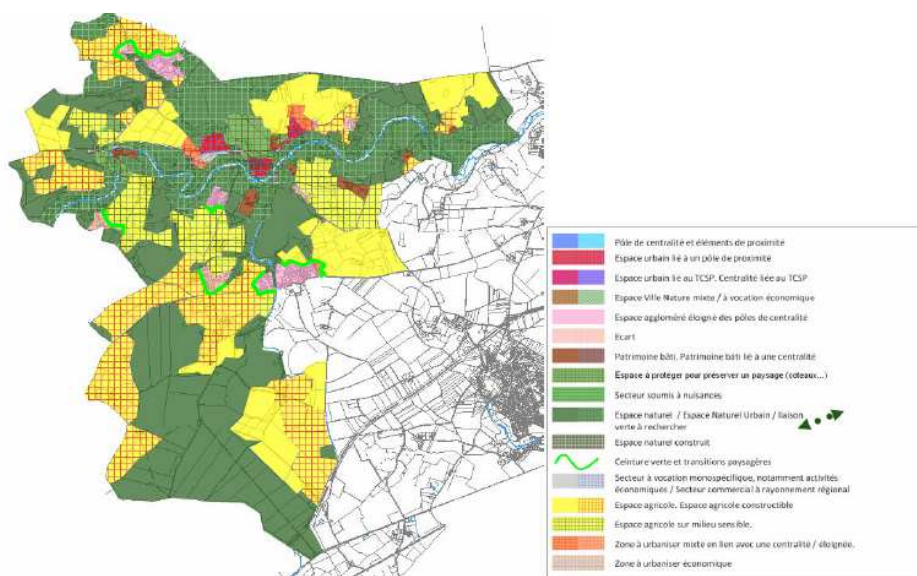 Pôle de centralité et éléments de proximité
Espace urbain lié à un pôle de proximité
Espace urbain lié au TCSP. Centralité liée au TCSP
Espace Ville Nature mixte / à vocation économique
Espace aggloméré éloigné des pôles de centralité
Ecart
Patrimoine bâti. Patrimoine bâti lié à une centralité
Espace à protéger pour préserver un paysage (coteaux...)
Secteur soumis à nuisances
Espace naturel / Espace Naturel Urbain / liaison
verte à rechercher
Espace naturel construit
Ceinture verte et transitions paysagères
Secteur à vocation monospécifique, notamment activités
économiques / Secteur commercial à rayonnement régional
Espace agricole. Espace agricole constructible
Espace agricole sur milieu sensible.
Zone à urbaniser mixte en lien avec une centralité / éloignée.
Zone à urbaniser économique